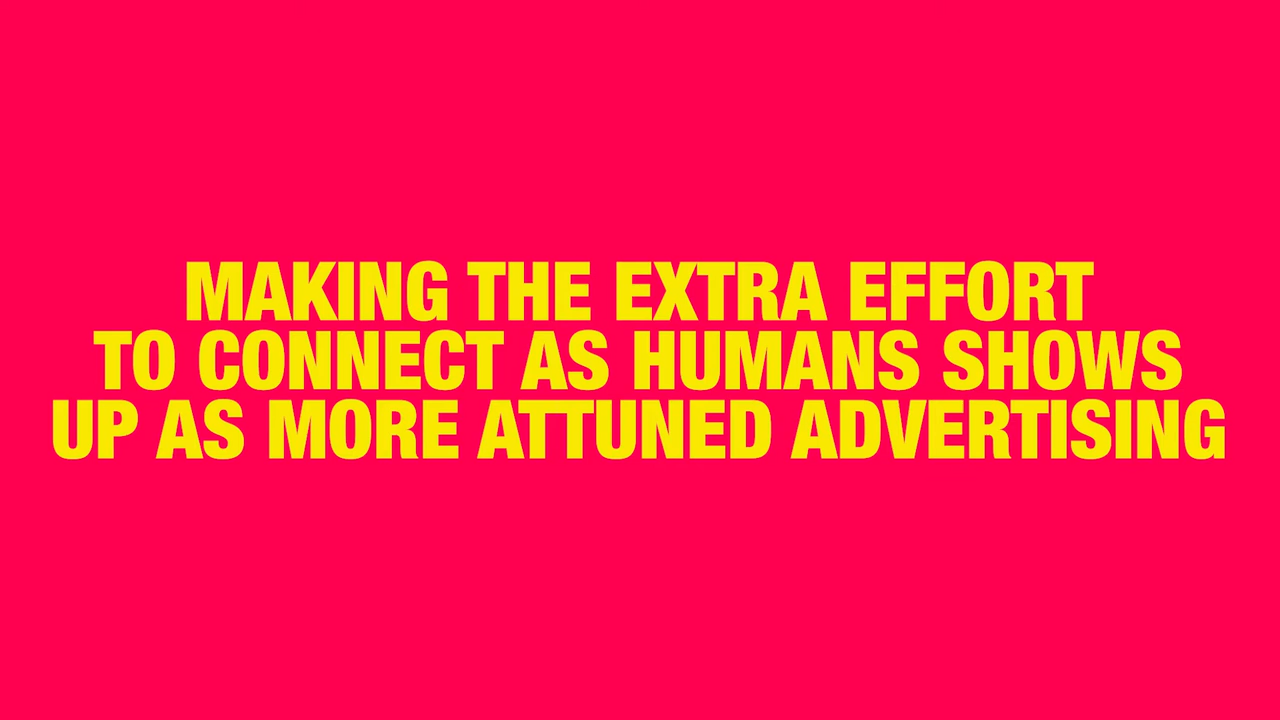 MAKING THE EXTRA EFFORT
TO CONNECT AS HUMANS SHOWS
UP AS MORE ATTUNED ADVERTISING